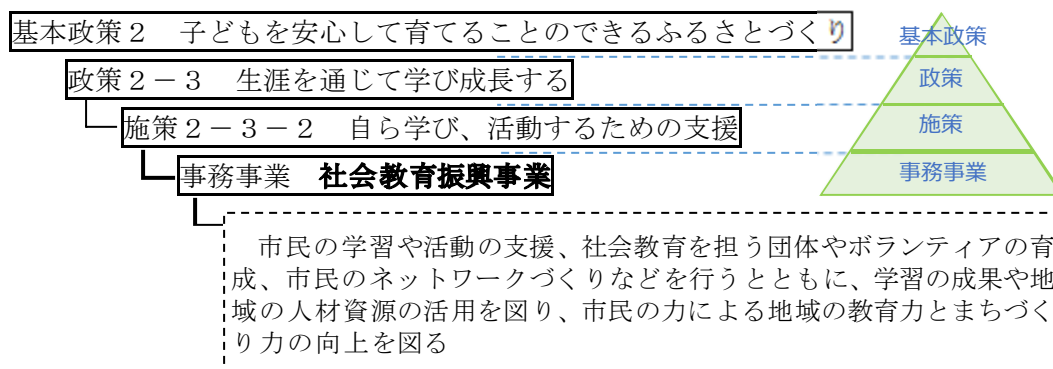 基本政策２　子どもを安心して育てることのできるふるさとづくり
政策２－３　生涯を通じて学び成長する
施策２－３－２　自ら学び、活動するための支援
事務事業　社会教育振興事業
市民の学習や活動の支援、社会教育を担う団体やボランティアの育
成、市民のネットワークづくりなどを行うとともに、学習の成果や地
域の人材資源の活用を図り、市民の力による地域の教育力とまちづく
り力の向上を図る
基本政策
政策
施策
事務事業